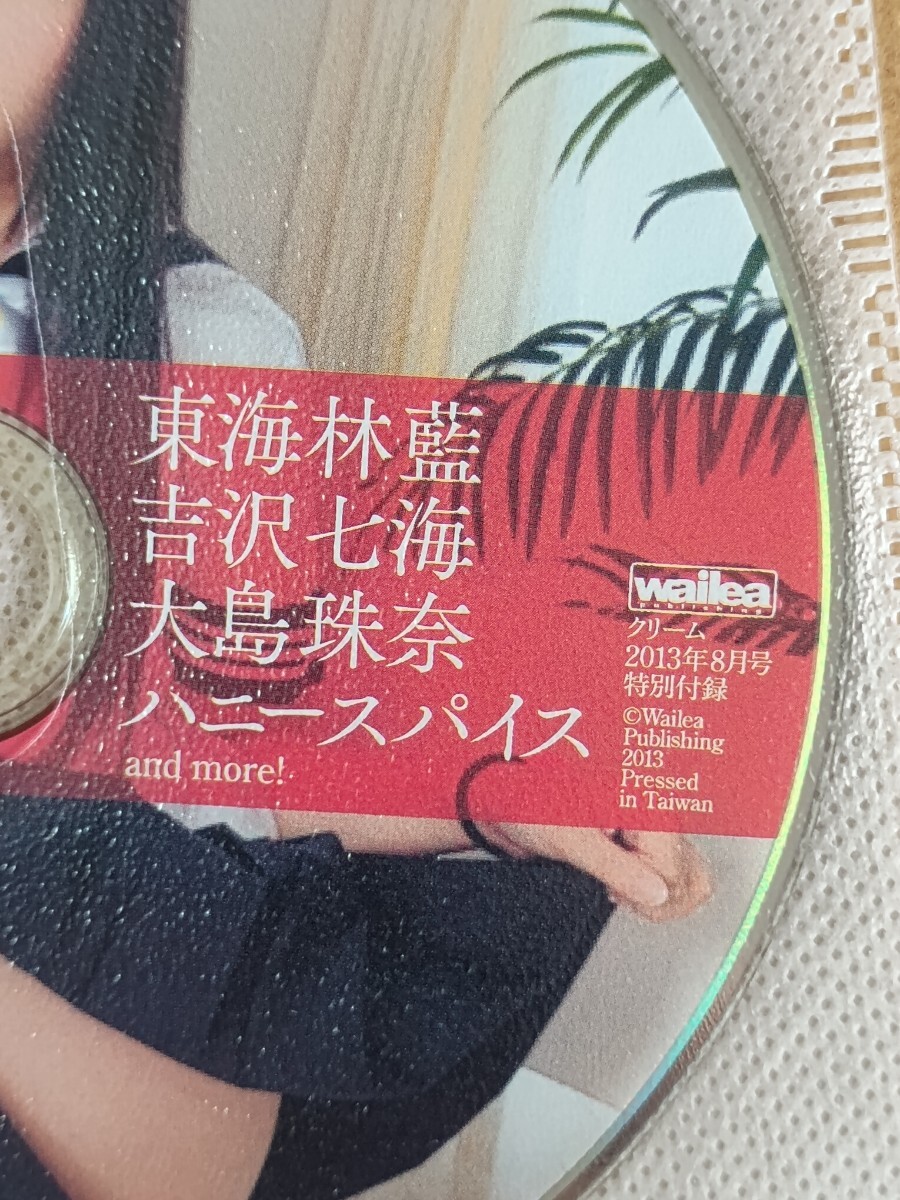 東海林藍
吉沢七海
大島珠奈
ハニースパイス
and more!
wailea
publishing
クリーム
2013年8月号
特別付録
©Wailea
Publishing
2013
Pressed
in Taiwan